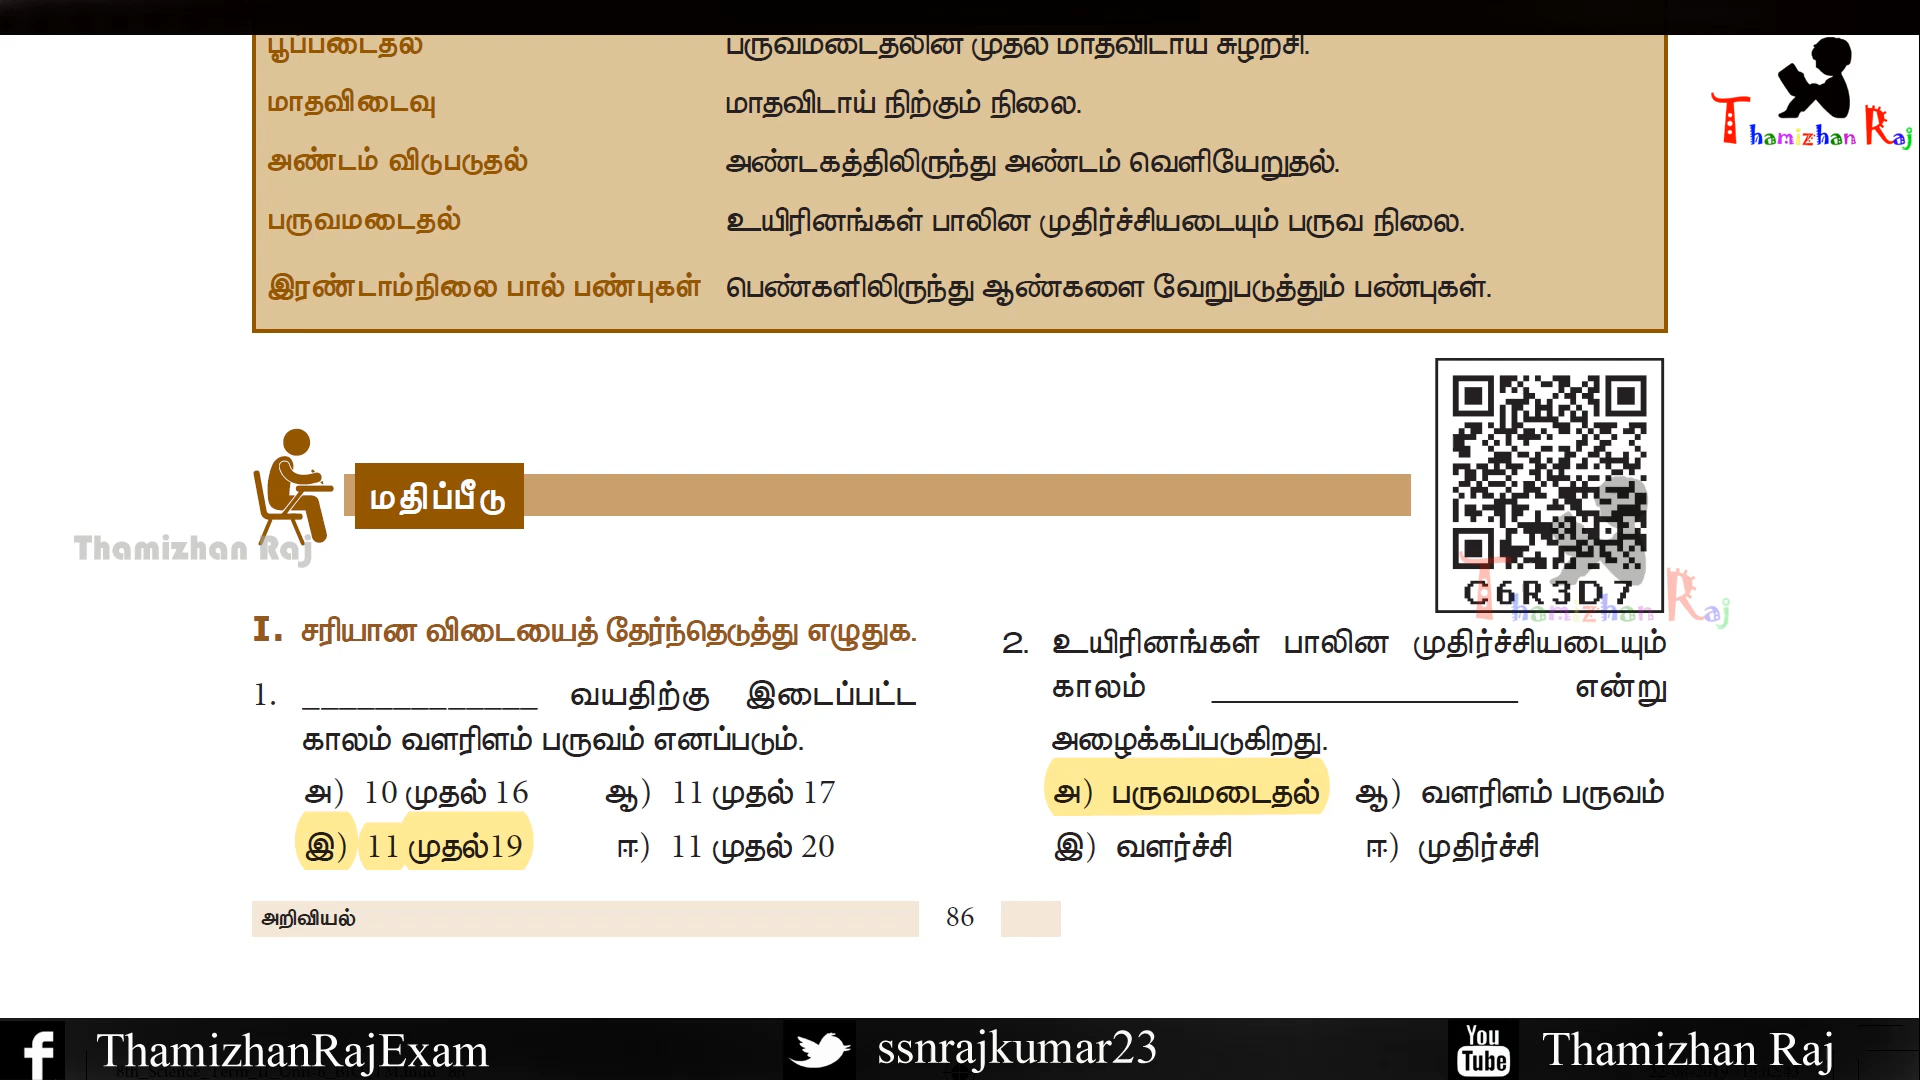 பூப்படைதல் பருவமடைதலின் முதல் மாதவிடாய் சுழற்சி.
மாதவிடைவு மாதவிடாய் நிற்கும் நிலை.
அண்டம் விடுபடுதல் அண்டகத்திலிருந்து அண்டம் வெளியேறுதல்.
பருவமடைதல் உயிரினங்கள் பாலின முதிர்ச்சியடையும் பருவ நிலை.
இரண்டாம்நிலை பால் பண்புகள் பெண்களிலிருந்து ஆண்களை வேறுபடுத்தும் பண்புகள்.
Thamizhan Raj
மதிப்பீடு
Thamizhan Raj
C6R3D7
Thamizhan Raj
I. சரியான விடையைத் தேர்ந்தெடுத்து எழுதுக.
1. _____________ வயதிற்கு இடைப்பட்ட
காலம் வளரிளம் பருவம் எனப்படும்.
அ) 10 முதல் 16 ஆ) 11 முதல் 17
இ) 11 முதல்19 ஈ) 11 முதல் 20
2. உயிரினங்கள் பாலின முதிர்ச்சியடையும்
காலம் _________________ என்று
அழைக்கப்படுகிறது.
அ) பருவமடைதல் ஆ) வளரிளம் பருவம்
இ) வளர்ச்சி ஈ) முதிர்ச்சி
அறிவியல் 86
ThamizhanRajExam ssnrajkumar23 You Tube Thamizhan Raj